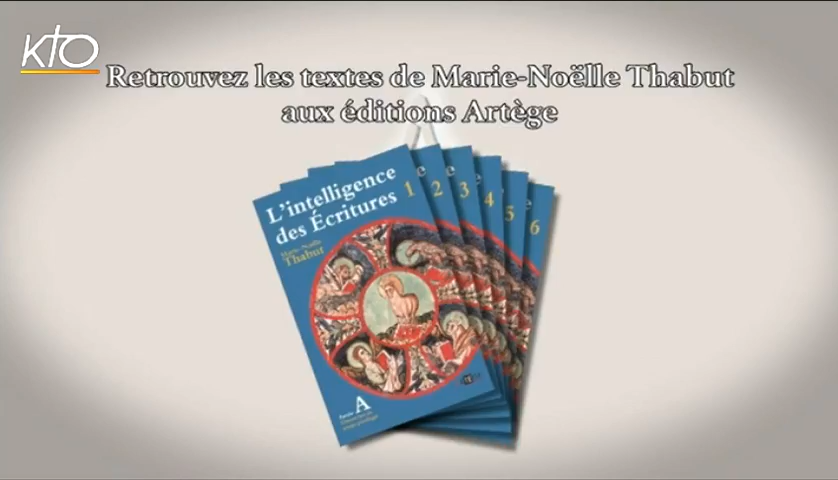 KTO
Retrouvez les textes de Marie-Noëlle Thabut
aux éditions Artège
L'intelligence
des Écritures
1
2
3
4
5
6
Marie-Noëlle
Thabut
A